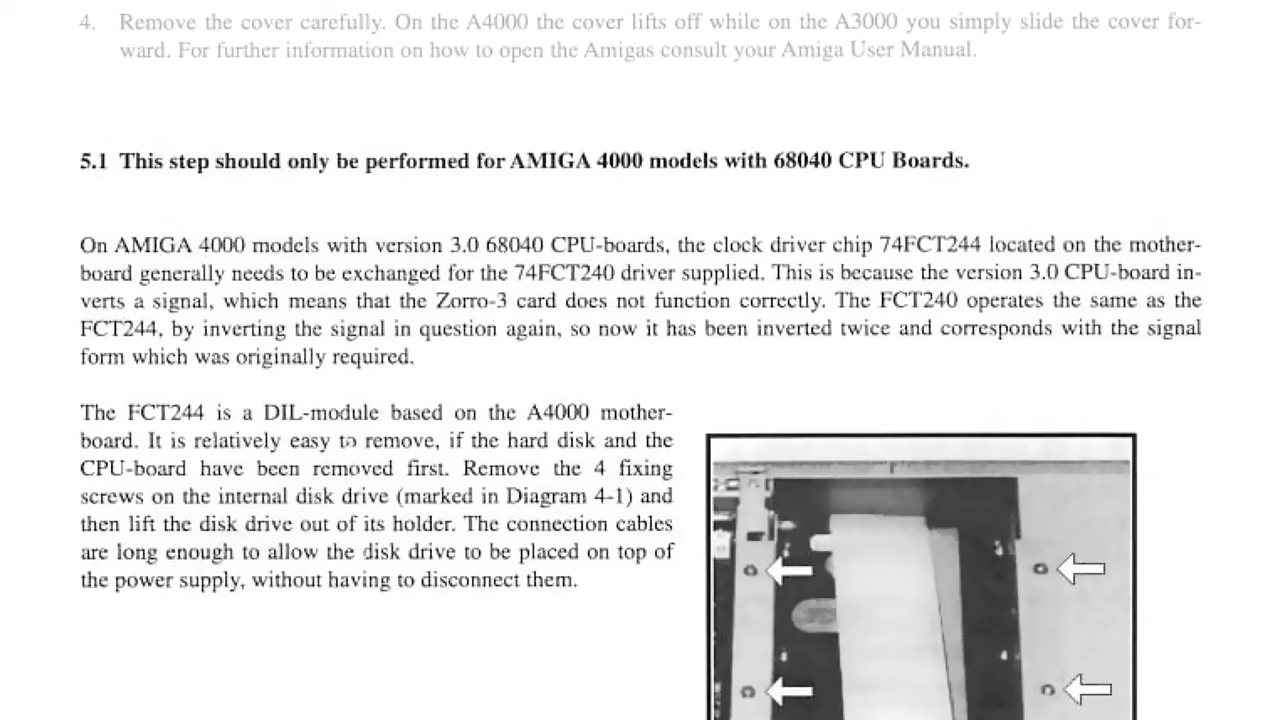 4. Remove the cover carefully. On the A4000 the cover lifts off while on the A3000 you simply slide the cover for-
ward. For further information on how to open the Amigas consult your Amiga User Manual.
5.1 This step should only be performed for AMIGA 4000 models with 68040 CPU Boards.
On AMIGA 4000 models with version 3.0 68040 CPU-boards, the clock driver chip 74FCT244 located on the mother-
board generally needs to be exchanged for the 74FCT240 driver supplied. This is because the version 3.0 CPU-board in-
verts a signal, which means that the Zorro-3 card does not function correctly. The FCT240 operates the same as the
FCT244, by inverting the signal in question again, so now it has been inverted twice and corresponds with the signal
form which was originally required.
The FCT244 is a DIL-module based on the A4000 mother-
board. It is relatively easy to remove, if the hard disk and the
CPU-board have been removed first. Remove the 4 fixing
screws on the internal disk drive (marked in Diagram 4-1) and
then lift the disk drive out of its holder. The connection cables
are long enough to allow the disk drive to be placed on top of
the power supply, without having to disconnect them.